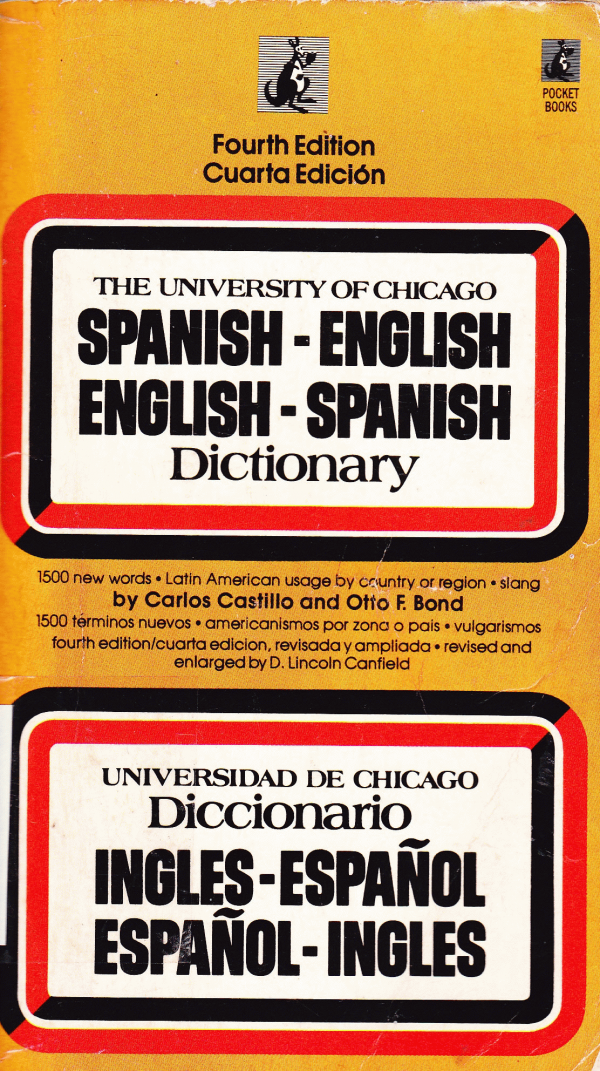 POCKET
BOOKS
Fourth Edition
Cuarta Edición
THE UNIVERSITY OF CHICAGO
SPANISH - ENGLISH
ENGLISH - SPANISH
Dictionary
1500 new words • Latin American usage by country or region • slang
by Carlos Castillo and Otto F. Bond
1500 términos nuevos • americanismos por zona o pais • vulgarismos
fourth edition/cuarta edicion, revisada y ampliada • revised and
enlarged by D. Lincoln Canfield
UNIVERSIDAD DE CHICAGO
Diccionario
INGLES - ESPAÑOL
ESPAÑOL - INGLES